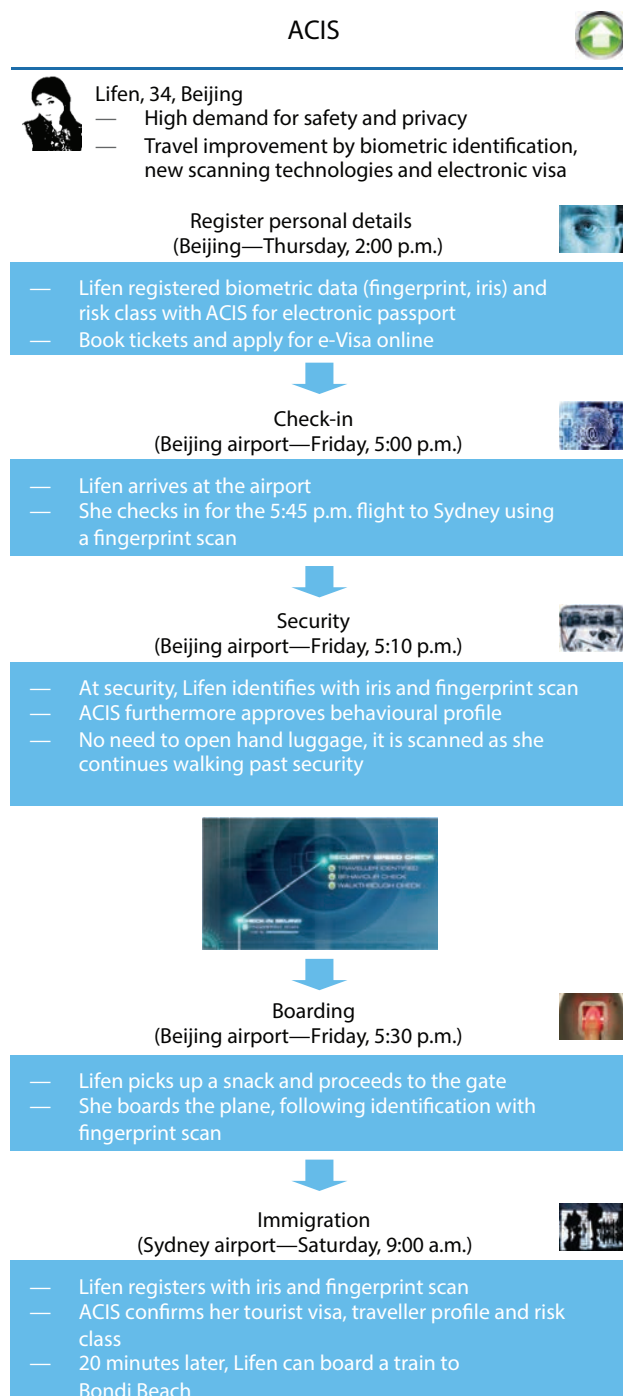 ACIS
Lifen, 34, Beijing
— High demand for safety and privacy
— Travel improvement by biometric identification,
new scanning technologies and electronic visa
Register personal details
(Beijing—Thursday, 2:00 p.m.)
— Lifen registered biometric data (fingerprint, iris) and
risk class with ACIS for electronic passport
— Book tickets and apply for e-Visa online
Check-in
(Beijing airport—Friday, 5:00 p.m.)
— Lifen arrives at the airport
— She checks in for the 5:45 p.m. flight to Sydney using
a fingerprint scan
Security
(Beijing airport—Friday, 5:10 p.m.)
— At security, Lifen identifies with iris and fingerprint scan
— ACIS furthermore approves behavioural profile
— No need to open hand luggage, it is scanned as she
continues walking past security
SECURITY SPEED CHECK
TRAVELLER IDENTIFIED
BEHAVIOUR CHECK
WALKTHROUGH CHECK
CHECK IN BEIJING
FINGERPRINT SCAN
Boarding
(Beijing airport—Friday, 5:30 p.m.)
— Lifen picks up a snack and proceeds to the gate
— She boards the plane, following identification with
fingerprint scan
Immigration
(Sydney airport—Saturday, 9:00 a.m.)
— Lifen registers with iris and fingerprint scan
— ACIS confirms her tourist visa, traveller profile and risk
class
— 20 minutes later, Lifen can board a train to
Bondi Beach